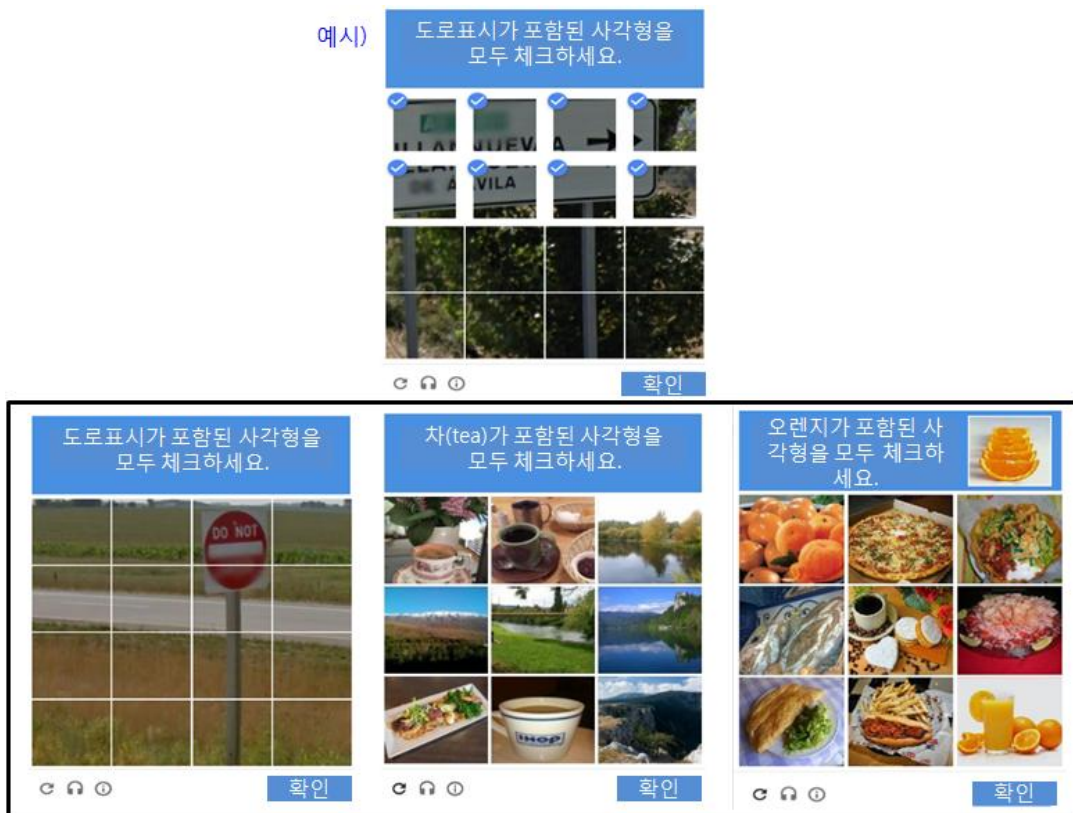 예시)
도로표시가 포함된 사각형을
모두 체크하세요.
NUEVA
DE
AVILA
확인
도로표시가 포함된 사각형을
모두 체크하세요.
DO NOT
확인
차(tea)가 포함된 사각형을
모두 체크하세요.
IHOP
확인
오렌지가 포함된 사
각형을 모두 체크하
세요.
확인